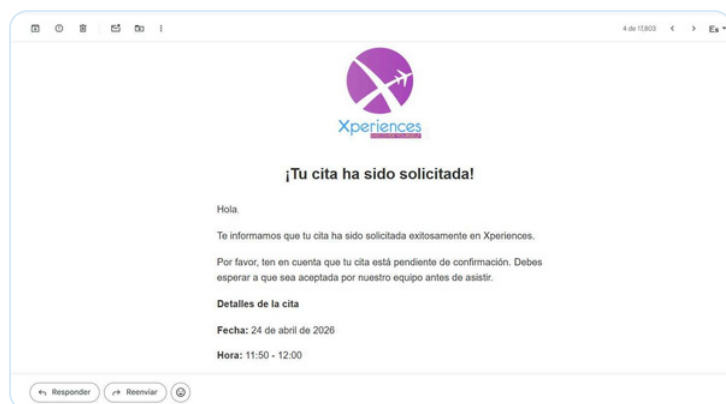 4 de 17,803
Es
Xperiences
¡Tu cita ha sido solicitada!
Hola.
Te informamos que tu cita ha sido solicitada exitosamente en Xperiences.
Por favor, ten en cuenta que tu cita está pendiente de confirmación. Debes
esperar a que sea aceptada por nuestro equipo antes de asistir.
Detalles de la cita
Fecha: 24 de abril de 2026
Hora: 11:50 - 12:00
Responder
Reenviar